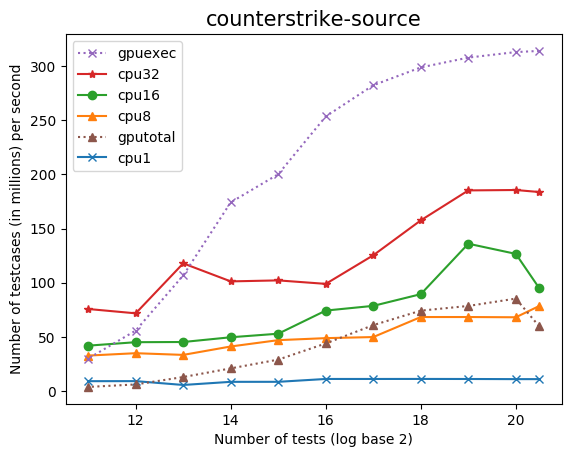 counterstrike-source
gpuexec
cpu32
cpu16
cpu8
gputotal
cpu1
Number of testcases (in millions) per second
300
250
200
150
100
50
0
12 14 16 18 20
Number of tests (log base 2)